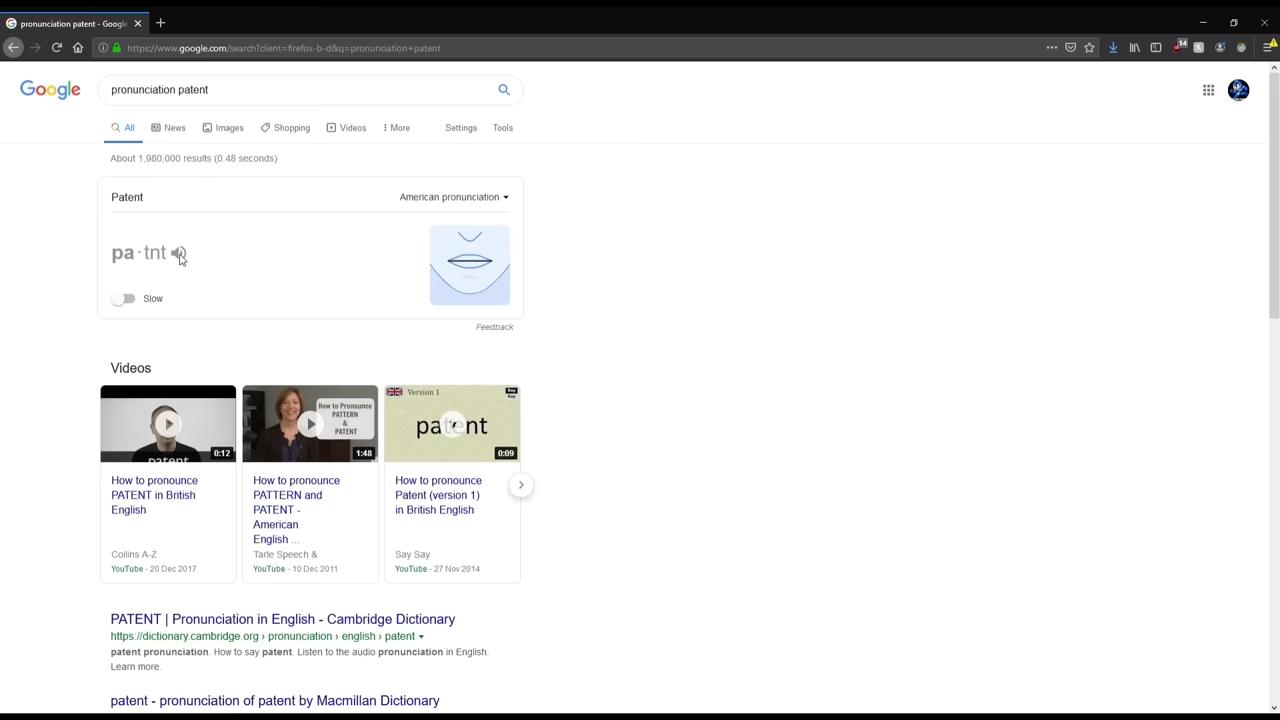 pronunciation patent - Google
https://www.google.com/search?client=firefox-b-d&q=pronunciation+patent
14
Google
pronunciation patent
All
News
Images
Shopping
Videos
More
Settings
Tools
About 1,980,000 results (0.48 seconds)
Patent
American pronunciation
pa·tnt
Slow
Feedback
Videos
patent
0:12
How to Pronounce
PATTERN
&
PATENT
1:48
Version 1
Say
Say
patent
0:09
How to pronounce
PATENT in British
English
Collins A-Z
YouTube - 20 Dec 2017
How to pronounce
PATTERN and
PATENT -
American
English ...
Tarle Speech &
YouTube - 10 Dec 2011
How to pronounce
Patent (version 1)
in British English
Say Say
YouTube - 27 Nov 2014
PATENT | Pronunciation in English - Cambridge Dictionary
https://dictionary.cambridge.org › pronunciation › english › patent
patent pronunciation. How to say patent. Listen to the audio pronunciation in English.
Learn more.
patent - pronunciation of patent by Macmillan Dictionary